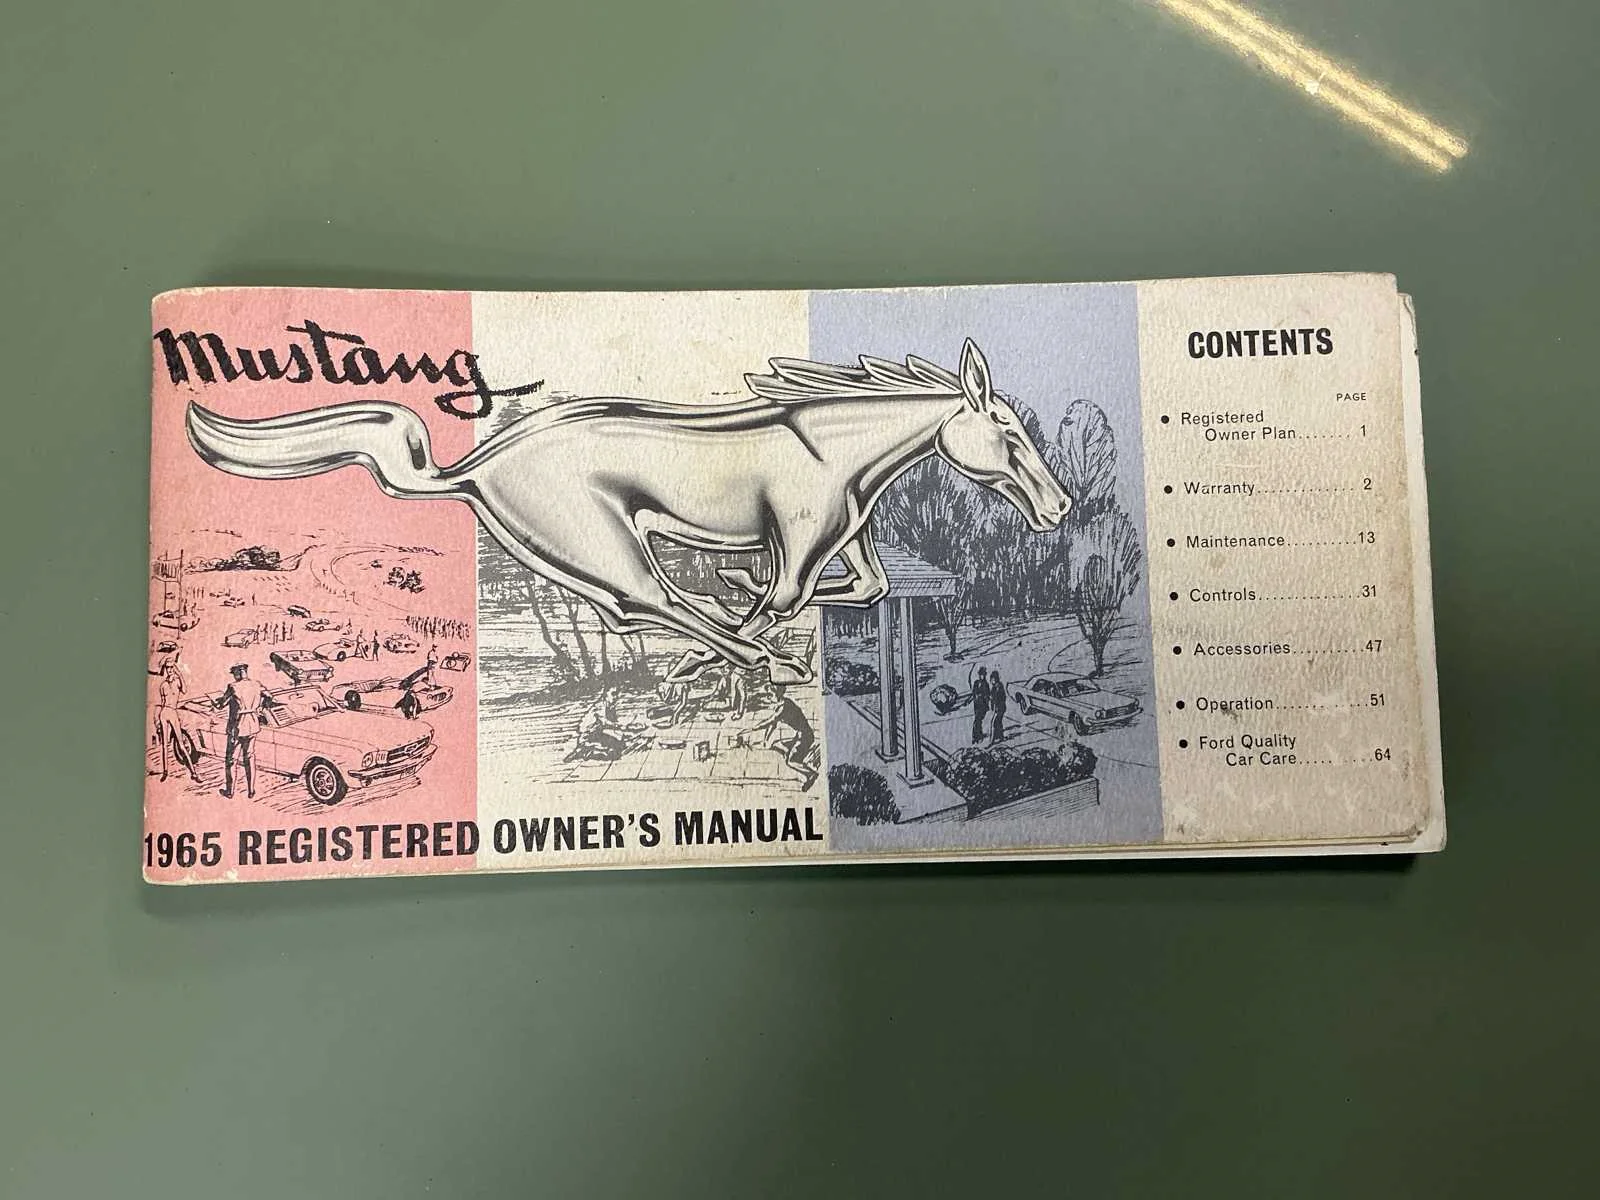 Mustang
1965 REGISTERED OWNER'S MANUAL
CONTENTS
PAGE
• Registered
Owner Plan....... 1
• Warranty............. 2
• Maintenance..........13
• Controls..............31
• Accessories..........47
• Operation.............51
• Ford Quality
Car Care..... .....64